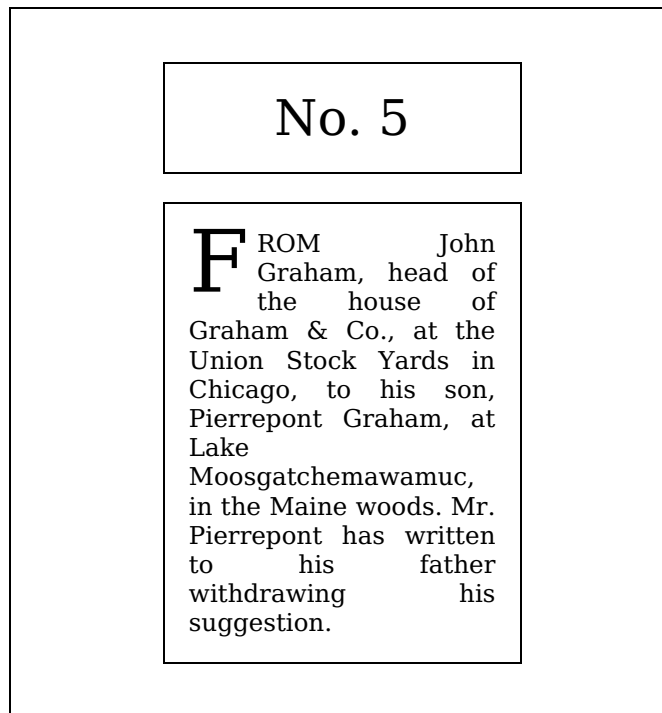 No. 5
FROM John
Graham, head of
the house of
Graham & Co., at the
Union Stock Yards in
Chicago, to his son,
Pierrepont Graham, at
Lake
Moosgatchemawamuc,
in the Maine woods. Mr.
Pierrepont has written
to his father
withdrawing his
suggestion.